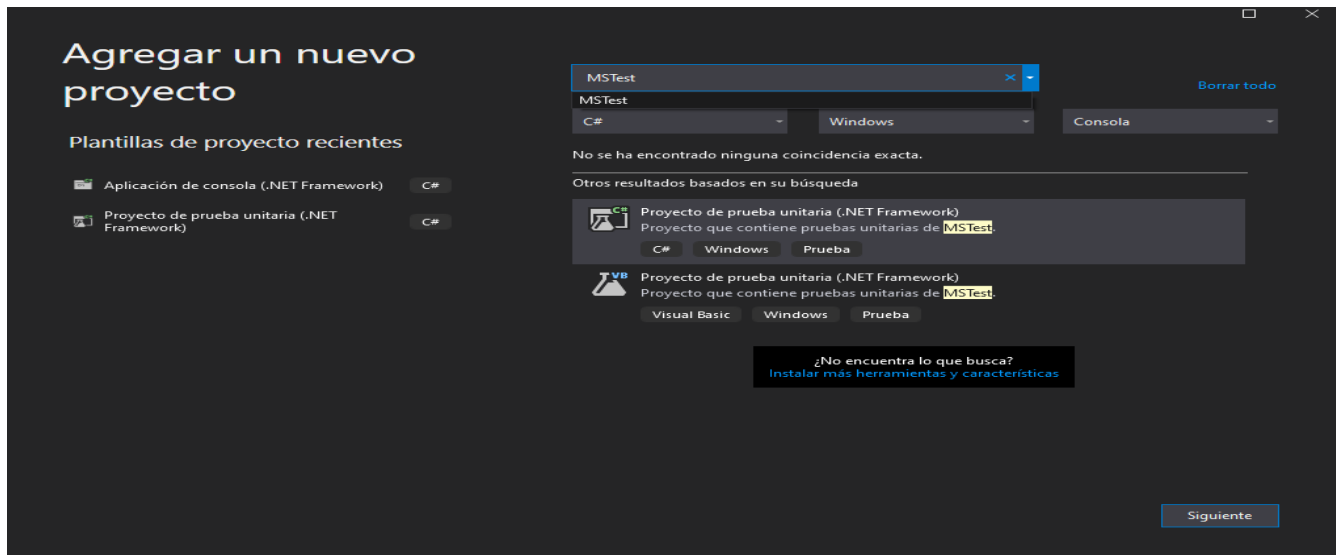 Agregar un nuevo
proyecto
Plantillas de proyecto recientes
Aplicación de consola (.NET Framework) C#
Proyecto de prueba unitaria (.NET
Framework) C#
MSTest
MSTest
Borrar todo
C# Windows Consola
No se ha encontrado ninguna coincidencia exacta.
Otros resultados basados en su búsqueda
C#
Proyecto de prueba unitaria (.NET Framework)
Proyecto que contiene pruebas unitarias de MSTest.
C# Windows Prueba
VB
Proyecto de prueba unitaria (.NET Framework)
Proyecto que contiene pruebas unitarias de MSTest.
Visual Basic Windows Prueba
¿No encuentra lo que busca?
Instalar más herramientas y características
Siguiente